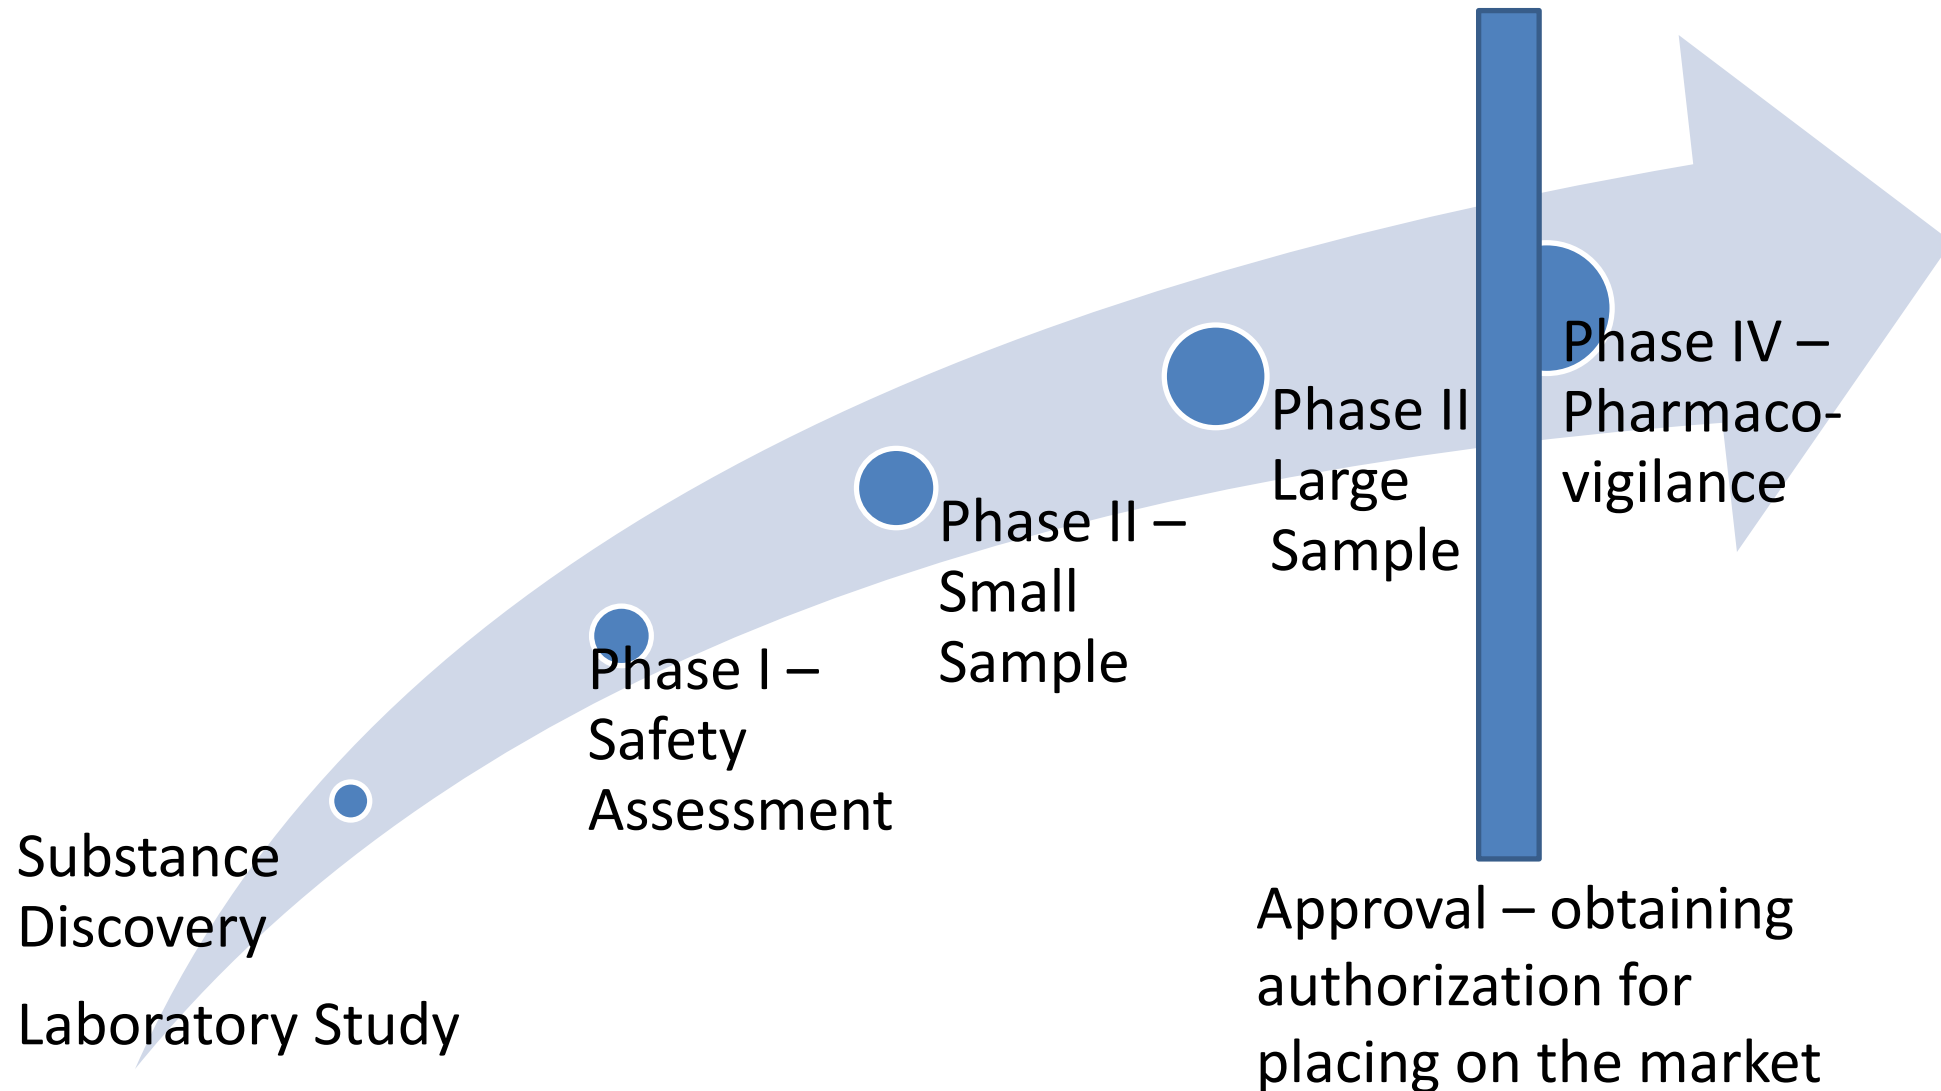 Substance
Discovery
Laboratory Study
Phase I –
Safety
Assessment
Phase II –
Small
Sample
Phase II
Large
Sample
Phase IV –
Pharmaco-
vigilance
Approval – obtaining
authorization for
placing on the market